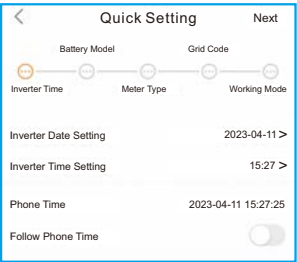 Quick Setting Next
Battery Model Grid Code
Inverter Time Meter Type Working Mode
Inverter Date Setting 2023-04-11 >
Inverter Time Setting 15:27 >
Phone Time 2023-04-11 15:27:25
Follow Phone Time